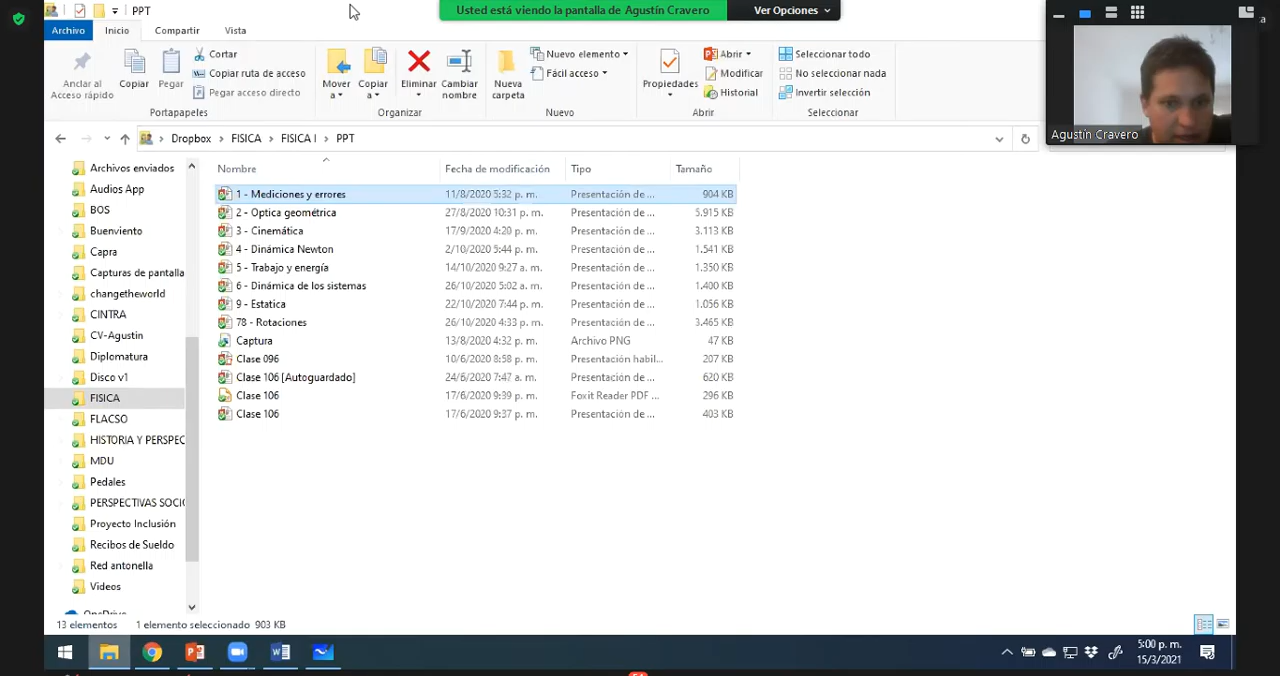 PPT
Usted está viendo la pantalla de Agustín Cravero
Ver Opciones
Archivo
Inicio
Compartir
Vista
Anclar al
Acceso rápido
Copiar
Pegar
Cortar
Copiar ruta de acceso
Pegar acceso directo
Portapapeles
Mover
a
Copiar
a
Eliminar
Cambiar
nombre
Organizar
Nueva
carpeta
Nuevo elemento
Fácil acceso
Nuevo
Propiedades
Abrir
Modificar
Historial
Abrir
Seleccionar todo
No seleccionar nada
Invertir selección
Seleccionar
Agustín Cravero
Dropbox > FISICA > FISICA I > PPT
Archivos enviados
Audios App
BOS
Buenviento
Capra
Capturas de pantalla
changetheworld
CINTRA
CV-Agustin
Diplomatura
Disco v1
FISICA
FLACSO
HISTORIA Y PERSPEC
MDU
Pedales
PERSPECTIVAS SOCIO
Proyecto Inclusión
Recibos de Sueldo
Red antonella
Videos
OneDrive
Nombre Fecha de modificación Tipo Tamaño
1 - Mediciones y errores 11/8/2020 5:32 p. m. Presentación de ... 904 KB
2 - Optica geométrica 27/8/2020 10:31 p. m. Presentación de ... 5.915 KB
3 - Cinemática 17/9/2020 4:20 p. m. Presentación de ... 3.113 KB
4 - Dinámica Newton 2/10/2020 5:44 p. m. Presentación de ... 1.541 KB
5 - Trabajo y energía 14/10/2020 9:27 a. m. Presentación de ... 1.350 KB
6 - Dinámica de los sistemas 26/10/2020 5:02 a. m. Presentación de ... 1.400 KB
9 - Estatica 22/10/2020 7:44 p. m. Presentación de ... 1.056 KB
78 - Rotaciones 26/10/2020 4:33 p. m. Presentación de ... 3.465 KB
Captura 13/8/2020 4:32 p. m. Archivo PNG 47 KB
Clase 096 10/6/2020 8:58 p. m. Presentación habil... 207 KB
Clase 106 [Autoguardado] 24/6/2020 7:47 a. m. Presentación de ... 620 KB
Clase 106 17/6/2020 9:39 p. m. Foxit Reader PDF ... 296 KB
Clase 106 17/6/2020 9:37 p. m. Presentación de ... 403 KB
13 elementos 1 elemento seleccionado 903 KB
5:00 p. m.
15/3/2021